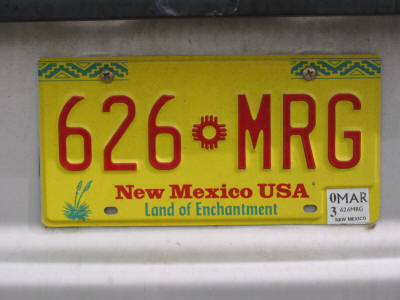 626 MRG
New Mexico USA
Land of Enchantment
0 MAR
3 626MRG
NEW MEXICO